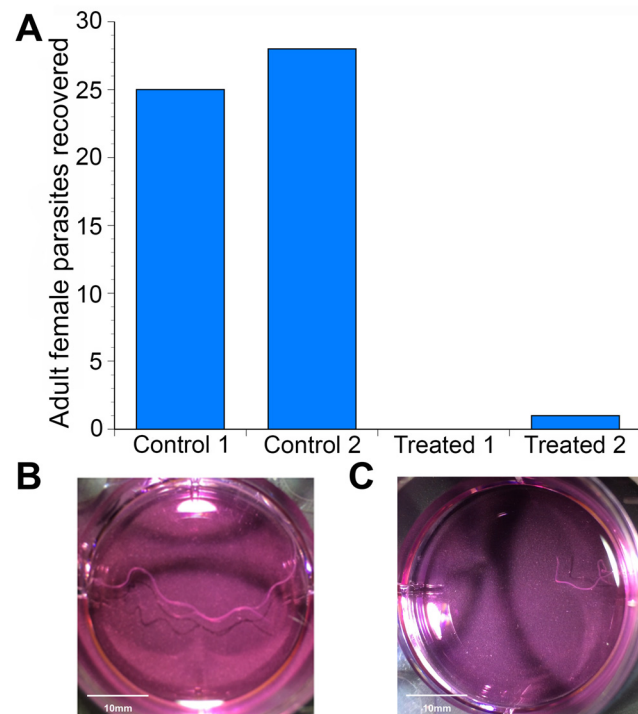 A
Adult female parasites recovered
30
25
20
15
10
5
0
Control 1 Control 2 Treated 1 Treated 2
B
C
10mm
10mm